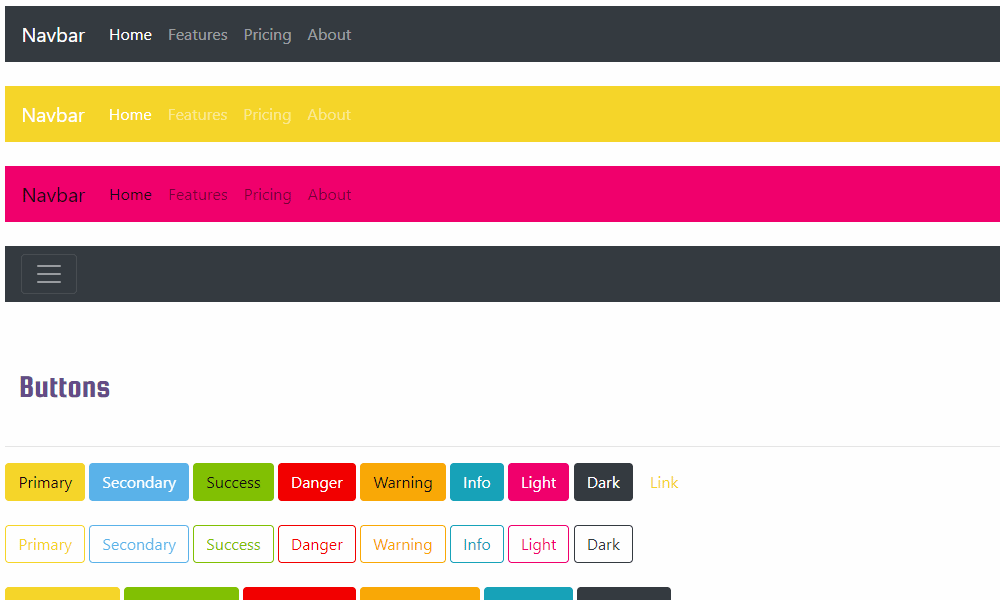 Navbar Home Features Pricing About
Navbar Home Features Pricing About
Navbar Home Features Pricing About
Buttons
Primary Secondary Success Danger Warning Info Light Dark Link
Primary Secondary Success Danger Warning Info Light Dark